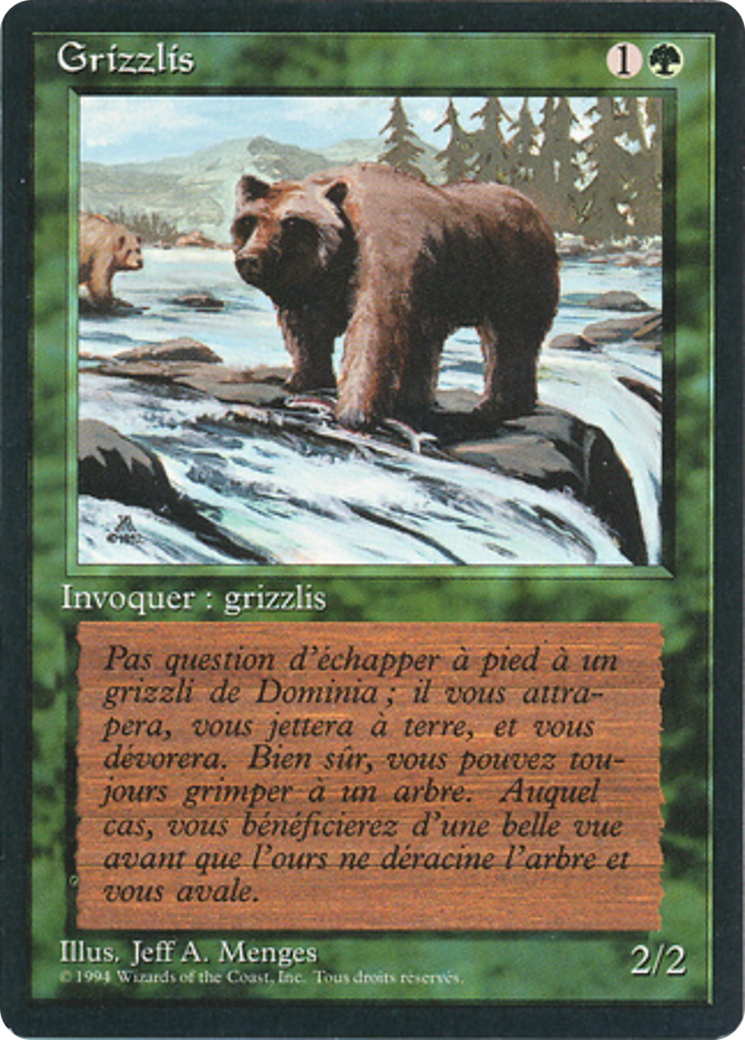 Grizzlis
1
Invoquer : grizzlis
Pas question d'échapper à pied à un
grizzli de Dominia ; il vous attra-
pera, vous jettera à terre, et vous
dévorera. Bien sûr, vous pouvez tou-
jours grimper à un arbre. Auquel
cas, vous bénéficierez d'une belle vue
avant que l'ours ne déracine l'arbre et
vous avale.
Illus. Jeff A. Menges
2/2
© 1994 Wizards of the Coast, Inc. Tous droits réservés.